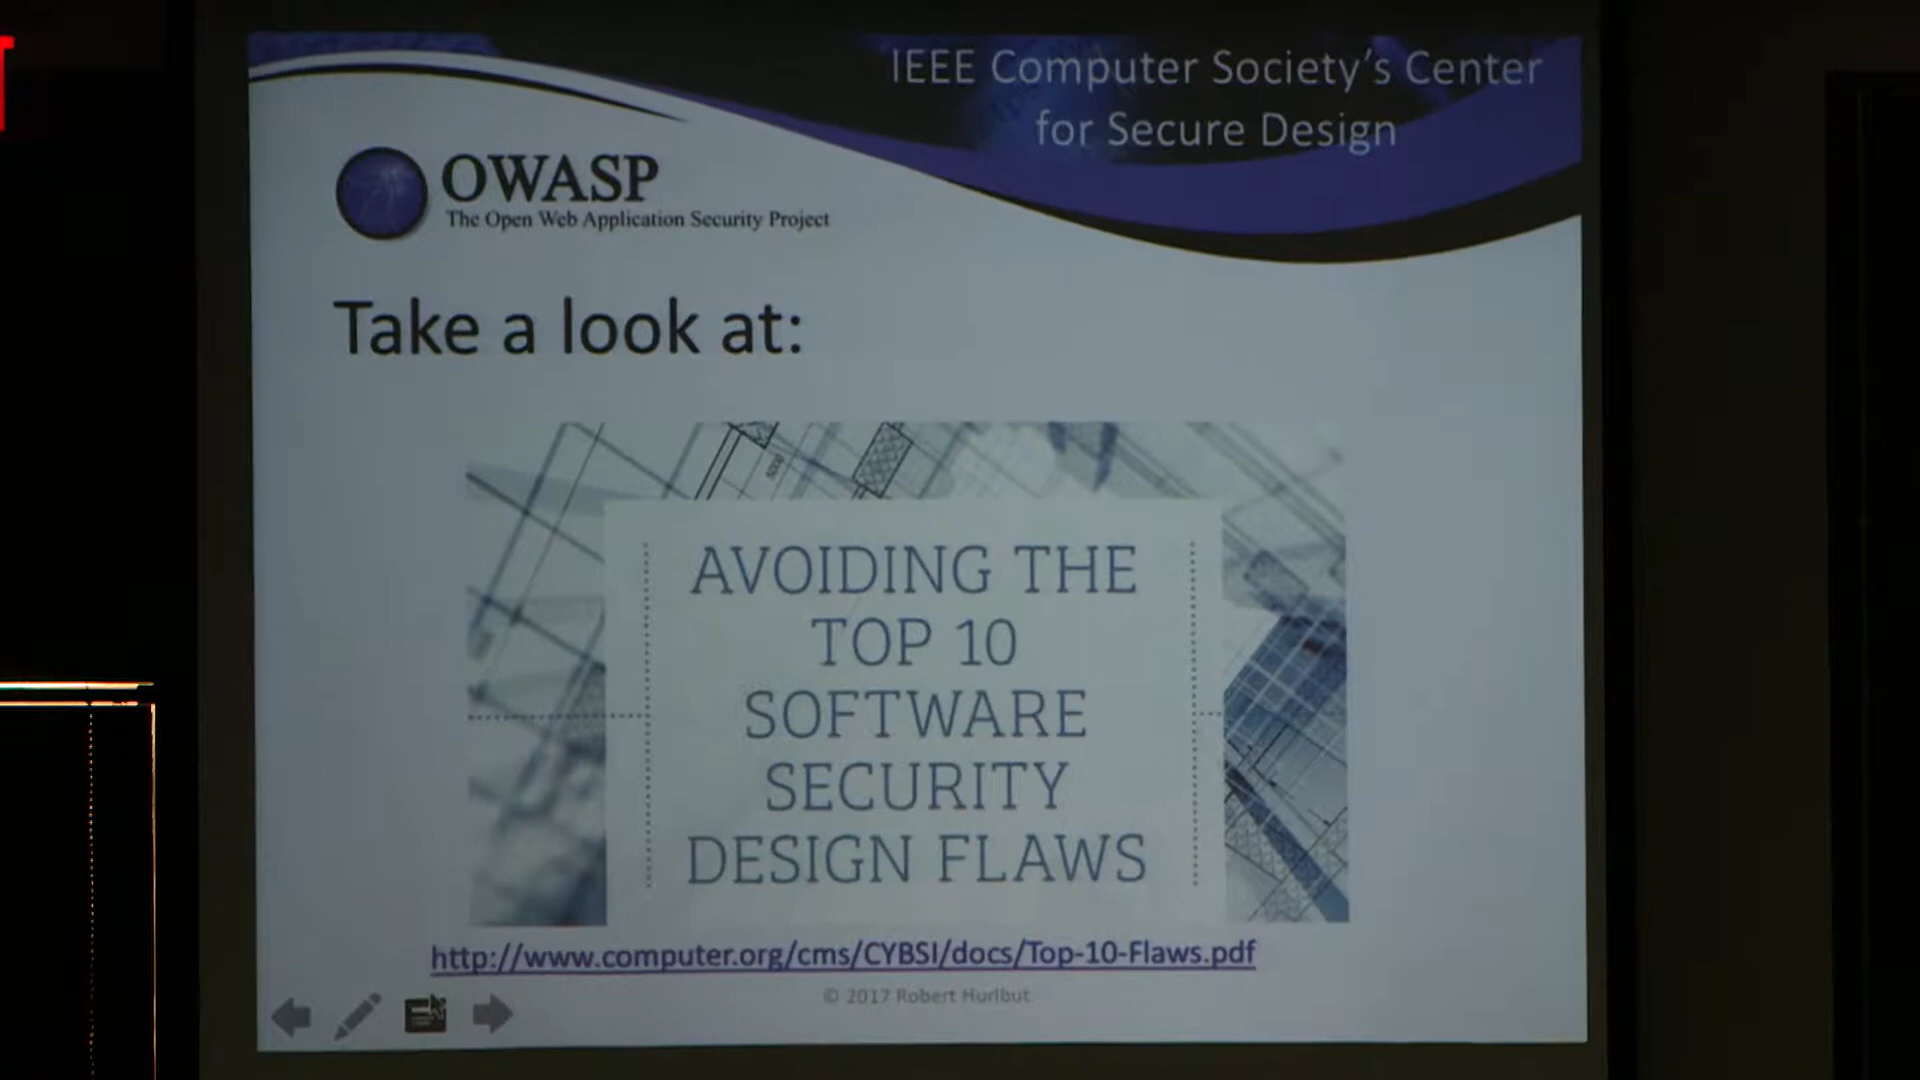 IEEE Computer Society's Center
for Secure Design
OWASP
The Open Web Application Security Project
Take a look at:
5000
AVOIDING THE
TOP 10
SOFTWARE
SECURITY
DESIGN FLAWS
http://www.computer.org/cms/CYBSI/docs/Top-10-Flaws.pdf
© 2017 Robert Hurlbut